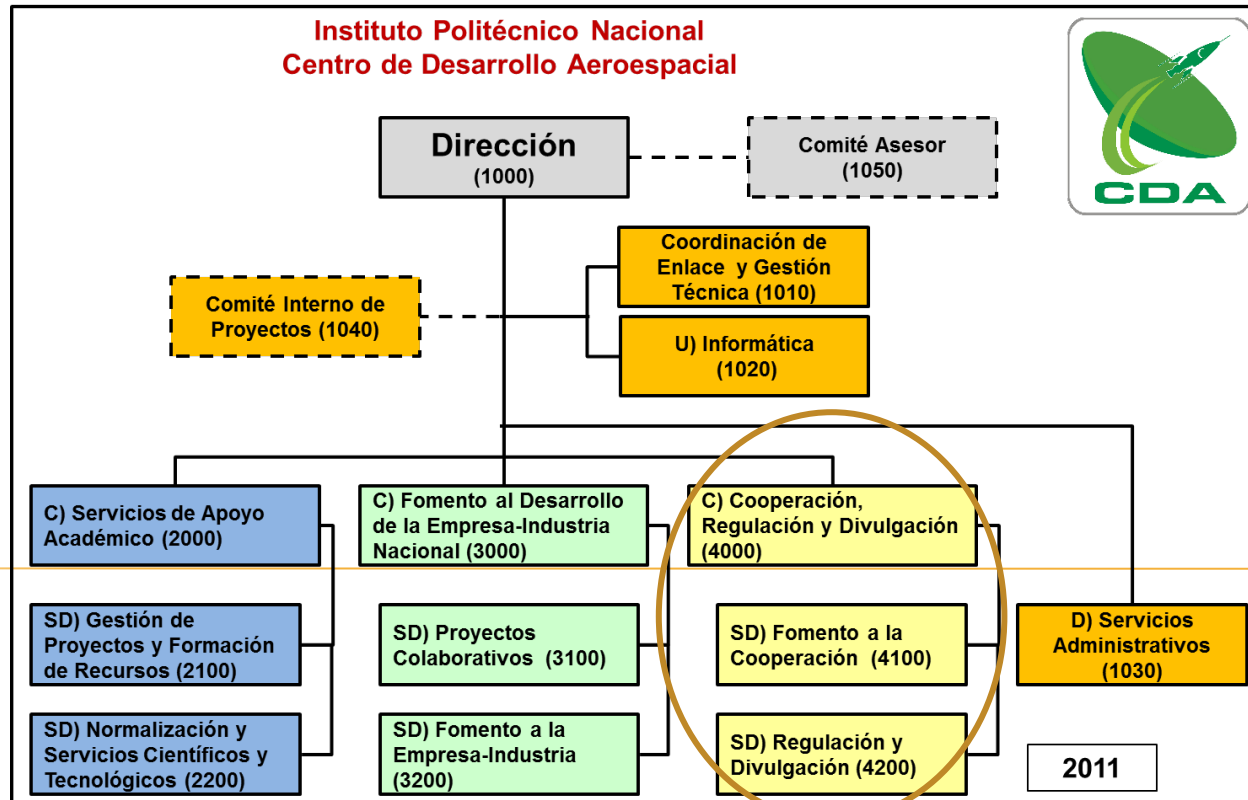 Instituto Politécnico Nacional
Centro de Desarrollo Aeroespacial
CDA
Dirección
(1000)
Comité Asesor
(1050)
Coordinación de
Enlace y Gestión
Técnica (1010)
Comité Interno de
Proyectos (1040)
U) Informática
(1020)
C) Servicios de Apoyo
Académico (2000)
C) Fomento al Desarrollo
de la Empresa-Industria
Nacional (3000)
C) Cooperación,
Regulación y Divulgación
(4000)
SD) Gestión de
Proyectos y Formación
de Recursos (2100)
SD) Proyectos
Colaborativos (3100)
SD) Fomento a la
Cooperación (4100)
D) Servicios
Administrativos
(1030)
SD) Normalización y
Servicios Científicos y
Tecnológicos (2200)
SD) Fomento a la
Empresa-Industria
(3200)
SD) Regulación y
Divulgación (4200)
2011